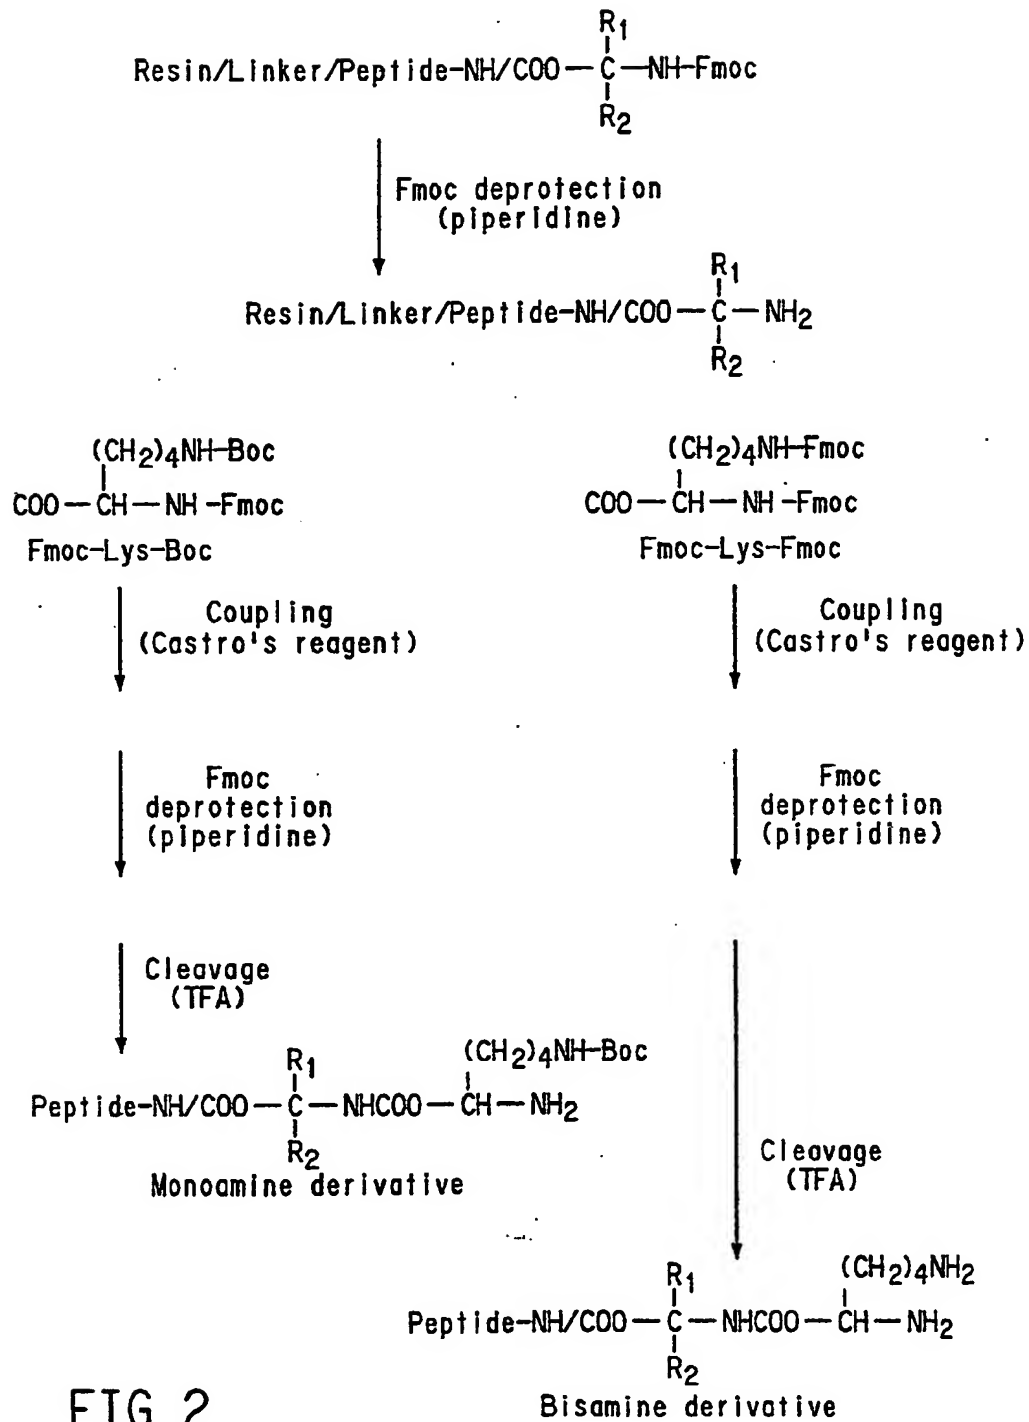 R1
Resin/Linker/Peptide-NH/COO—C—NH-Fmoc
R2
Fmoc deprotection
(piperidine)
R1
Resin/Linker/Peptide-NH/COO—C—NH2
R2
(CH2)4NH-Boc
COO—CH—NH-Fmoc
Fmoc-Lys-Boc
(CH2)4NH-Fmoc
COO—CH—NH-Fmoc
Fmoc-Lys-Fmoc
Coupling
(Castro's reagent)
Coupling
(Castro's reagent)
Fmoc
deprotection
(piperidine)
Fmoc
deprotection
(piperidine)
Cleavage
(TFA)
R1
(CH2)4NH-Boc
Peptide-NH/COO—C—NHCOO—CH—NH2
R2
Monoamine derivative
Cleavage
(TFA)
R1
(CH2)4NH2
Peptide-NH/COO—C—NHCOO—CH—NH2
R2
Bisamine derivative
FIG. 2